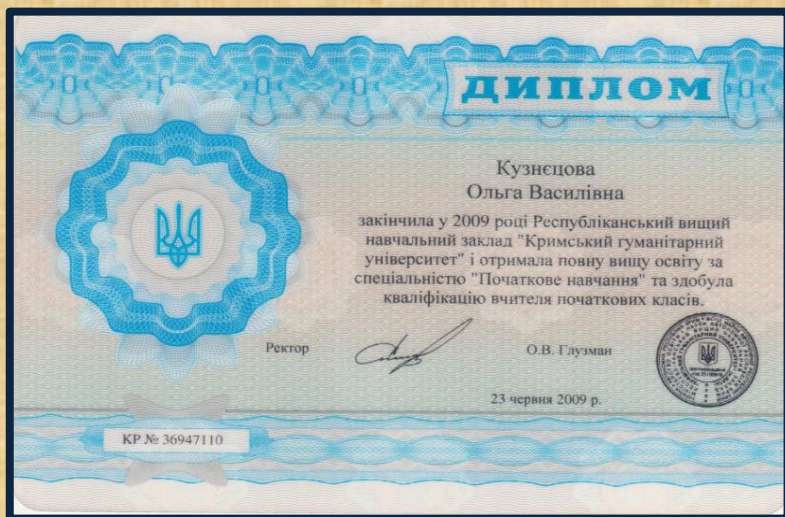 ДИПЛОМ
Кузнєцова
Ольга Василівна
закінчила у 2009 році Республіканський вищий
навчальний заклад "Кримський гуманітарний
університет" і отримала повну вищу освіту за
спеціальністю "Початкове навчання" та здобула
кваліфікацію вчителя початкових класів.
Ректор О.В. Глузман
23 червня 2009 р.
КР № 36947110